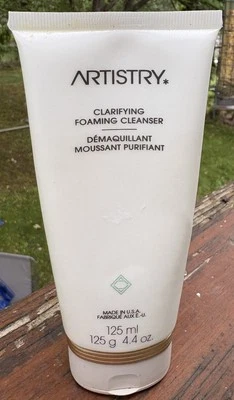 ARTISTRY*
CLARIFYING
FOAMING CLEANSER
DÉMAQUILLANT
MOUSSANT PURIFIANT
MADE IN U.S.A.
FABRIQUÉ AUX É.-U.
125 ml
125 g 4.4 oz.